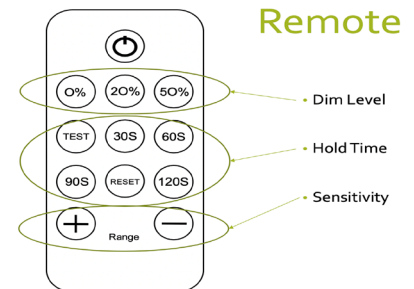 Remote
0% 20% 50%
• Dim Level
TEST 30S 60S
• Hold Time
90S RESET 120S
• Sensitivity
+ −
Range